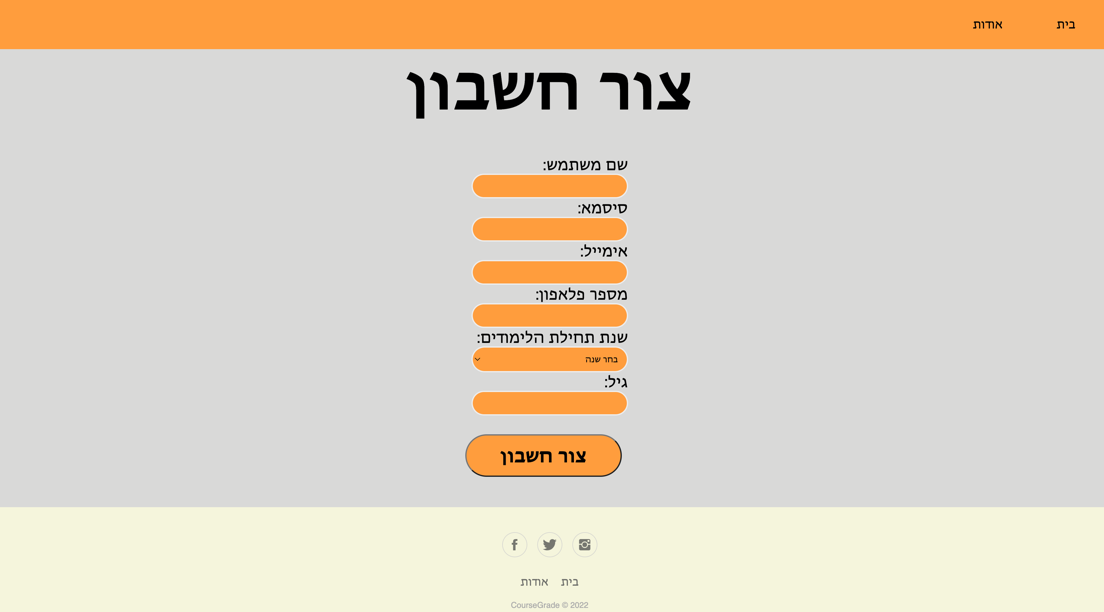 בית אודות
צור חשבון
שם משתמש:
סיסמא:
אימייל:
מספר פלאפון:
שנת תחילת הלימודים:
בחר שנה
גיל:
צור חשבון
בית אודות
CourseGrade © 2022